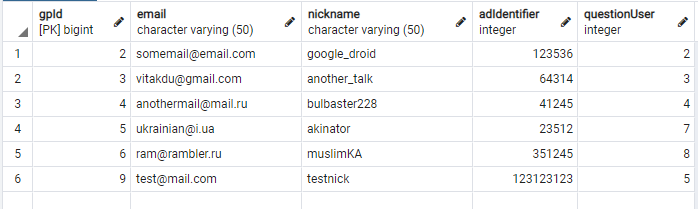 gpId email nickname adIdentifier questionUser
[PK] bigint character varying (50) character varying (50) integer integer
1 2 somemail@email.com google_droid 123536 2
2 3 vitakdu@gmail.com another_talk 64314 3
3 4 anothermail@mail.ru bulbaster228 41245 4
4 5 ukrainian@i.ua akinator 23512 7
5 6 ram@rambler.ru muslimKA 351245 8
6 9 test@mail.com testnick 123123123 5